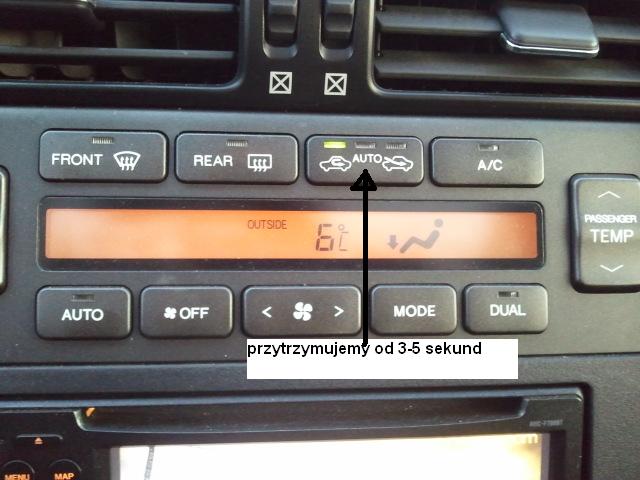 FRONT
REAR
AUTO
A/C
PASSENGER
TEMP
OUTSIDE
6°C
AUTO
OFF
< >
MODE
DUAL
przytrzymujemy od 3-5 sekund
MENU
MAP